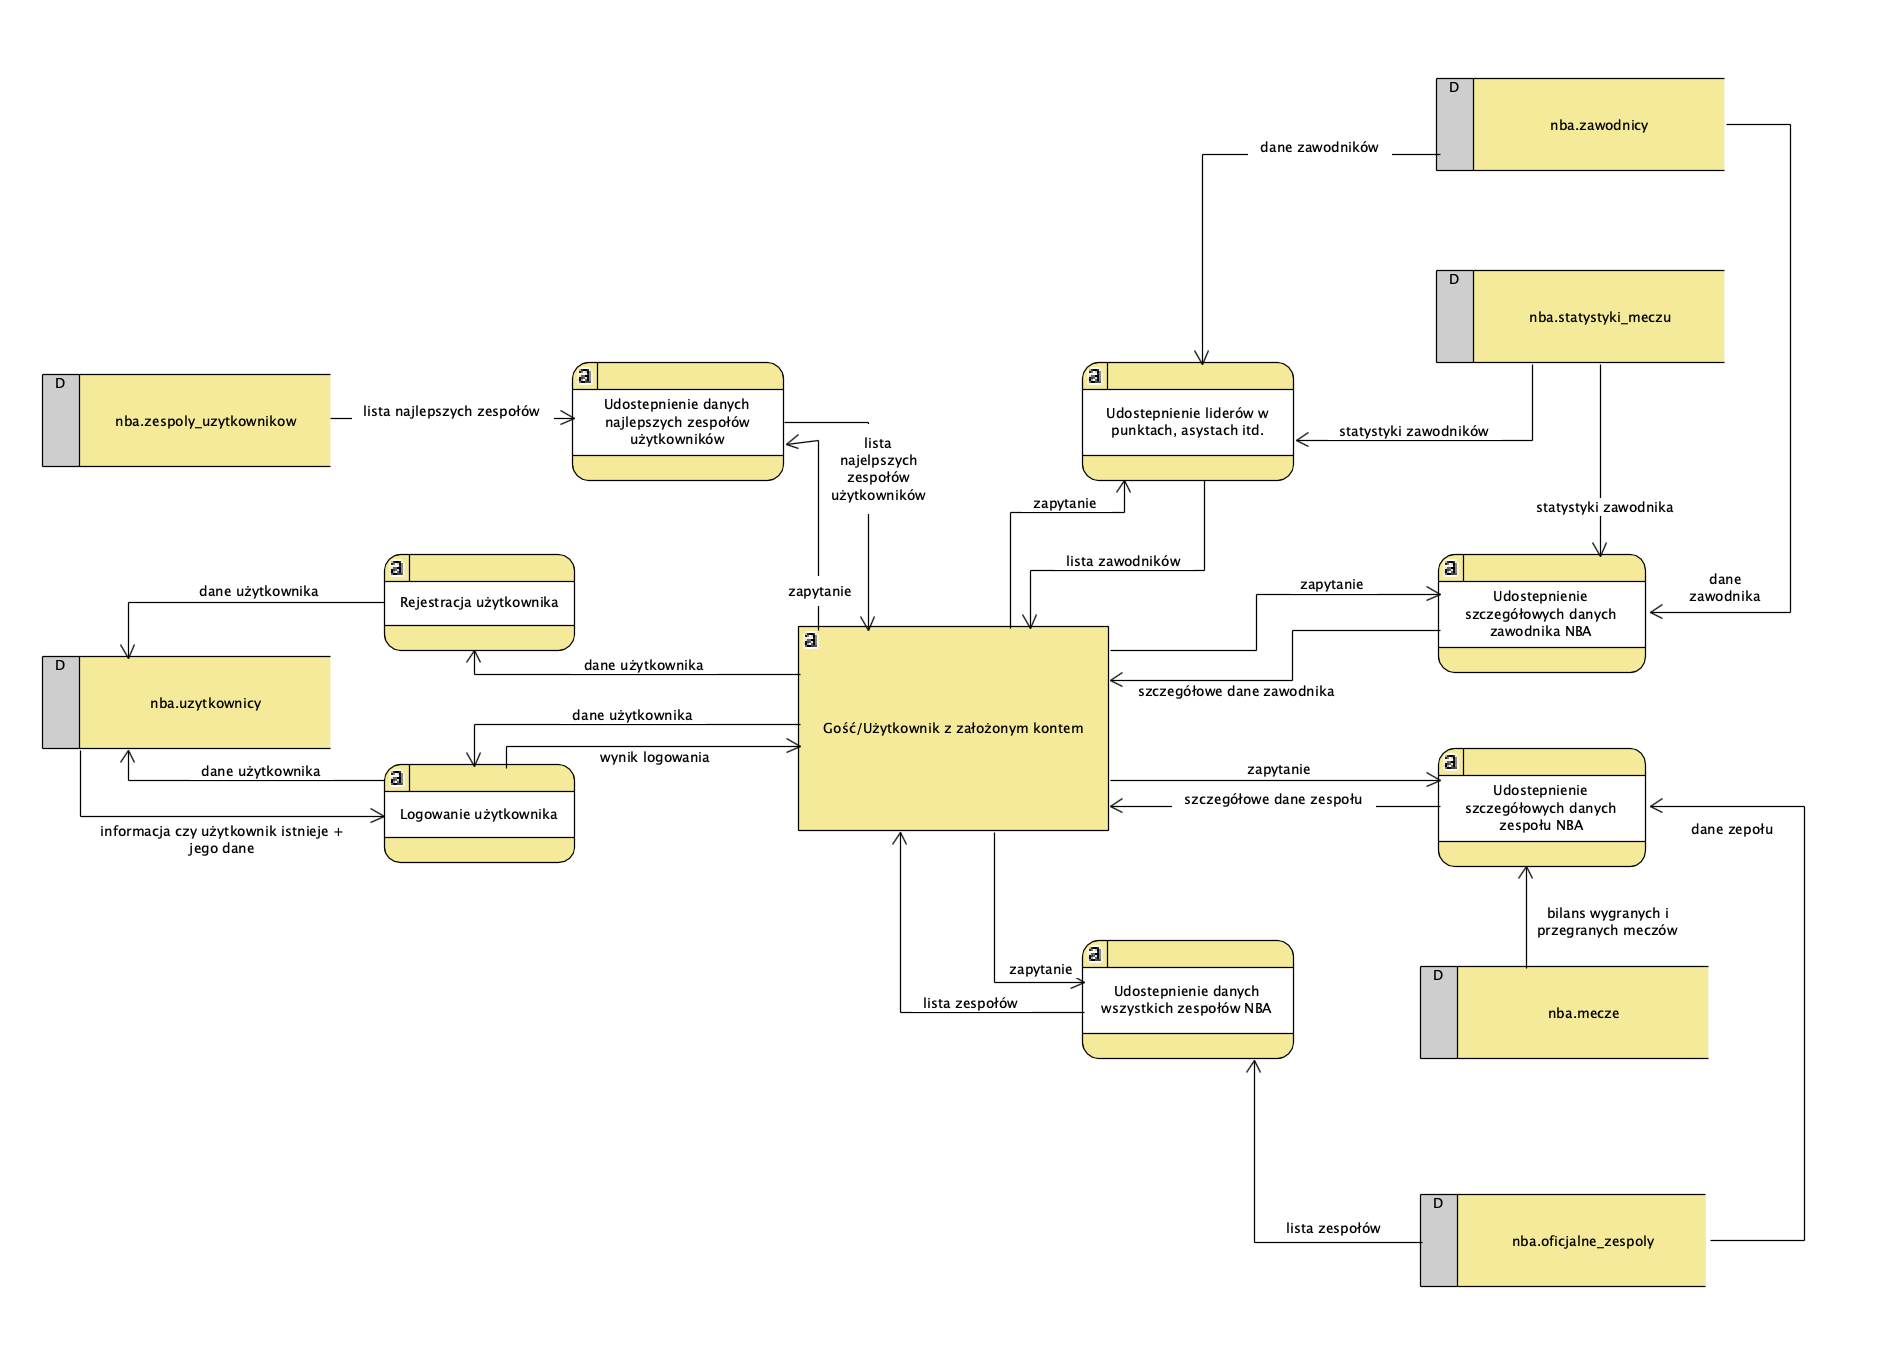 D
nba.zawodnicy
dane zawodników
D
nba.statystyki_meczu
D
nba.zespoly_uzytkownikow
lista najlepszych zespołów
a
Udostepnienie danych
najlepszych zespołów
użytkowników
lista
najelpszych
zespołów
użytkowników
zapytanie
a
Udostepnienie liderów w
punktach, asystach itd.
statystyki zawodników
zapytanie
lista zawodników
statystyki zawodnika
a
Rejestracja użytkownika
dane użytkownika
zapytanie
a
Udostepnienie
szczegółowych danych
zawodnika NBA
dane
zawodnika
D
nba.uzytkownicy
dane użytkownika
dane użytkownika
wynik logowania
a
Gość/Użytkownik z założonym kontem
szczegółowe dane zawodnika
dane użytkownika
a
Logowanie użytkownika
informacja czy użytkownik istnieje +
jego dane
zapytanie
szczegółowe dane zespołu
a
Udostepnienie
szczegółowych danych
zespołu NBA
dane zepołu
bilans wygranych i
przegranych meczów
zapytanie
lista zespołów
a
Udostepnienie danych
wszystkich zespołów NBA
D
nba.mecze
lista zespołów
D
nba.oficjalne_zespoly